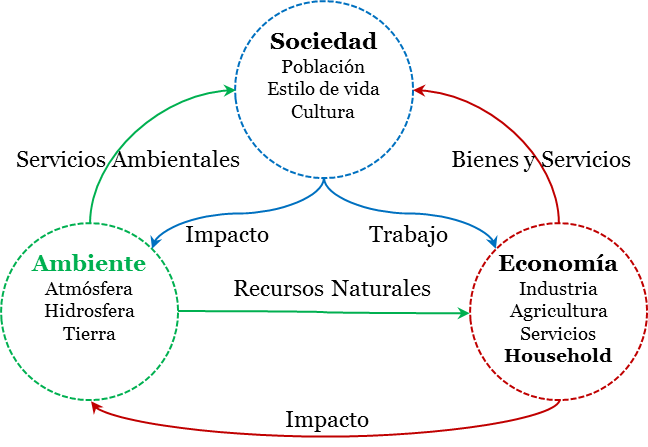 Sociedad
Población
Estilo de vida
Cultura
Servicios Ambientales
Bienes y Servicios
Impacto
Trabajo
Ambiente
Atmósfera
Hidrosfera
Tierra
Recursos Naturales
Economía
Industria
Agricultura
Servicios
Household
Impacto